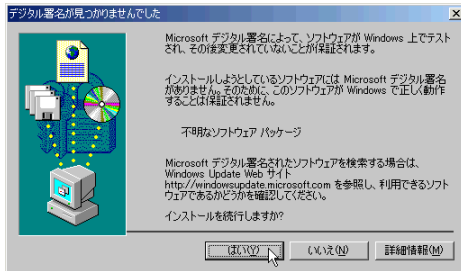 デジタル署名が見つかりませんでした
Microsoft デジタル署名によって、ソフトウェアが Windows 上でテスト
され、その後変更されていないことが保証されます。
インストールしようとしているソフトウェアには Microsoft デジタル署名
がありません。そのために、このソフトウェアが Windows で正しく動作
することは保証されません。
不明なソフトウェア パッケージ
Microsoft デジタル署名されたソフトウェアを検索する場合は、
Windows Update Web サイト
http://windowsupdate.microsoft.com を参照し、利用できるソフト
ウェアであるかどうかを確認してください。
インストールを続行しますか?
はい(Y) いいえ(N) 詳細情報(M)